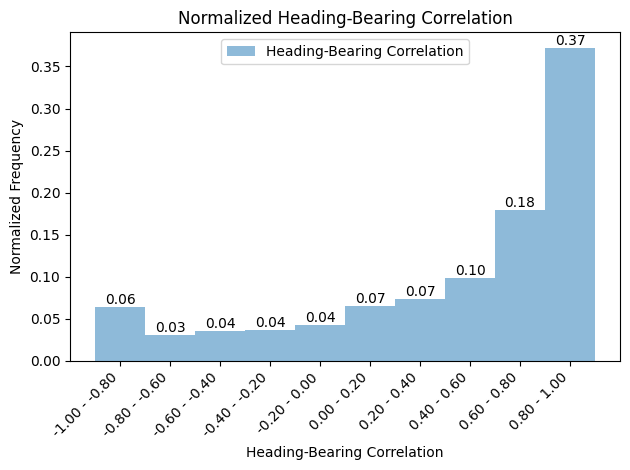 Normalized Heading-Bearing Correlation
Heading-Bearing Correlation
Normalized Frequency
0.35
0.30
0.25
0.20
0.15
0.10
0.05
0.00
0.06
0.03
0.04
0.04
0.04
0.07
0.07
0.10
0.18
0.37
-1.00 - -0.80
-0.80 - -0.60
-0.60 - -0.40
-0.40 - -0.20
-0.20 - 0.00
0.00 - 0.20
0.20 - 0.40
0.40 - 0.60
0.60 - 0.80
0.80 - 1.00
Heading-Bearing Correlation